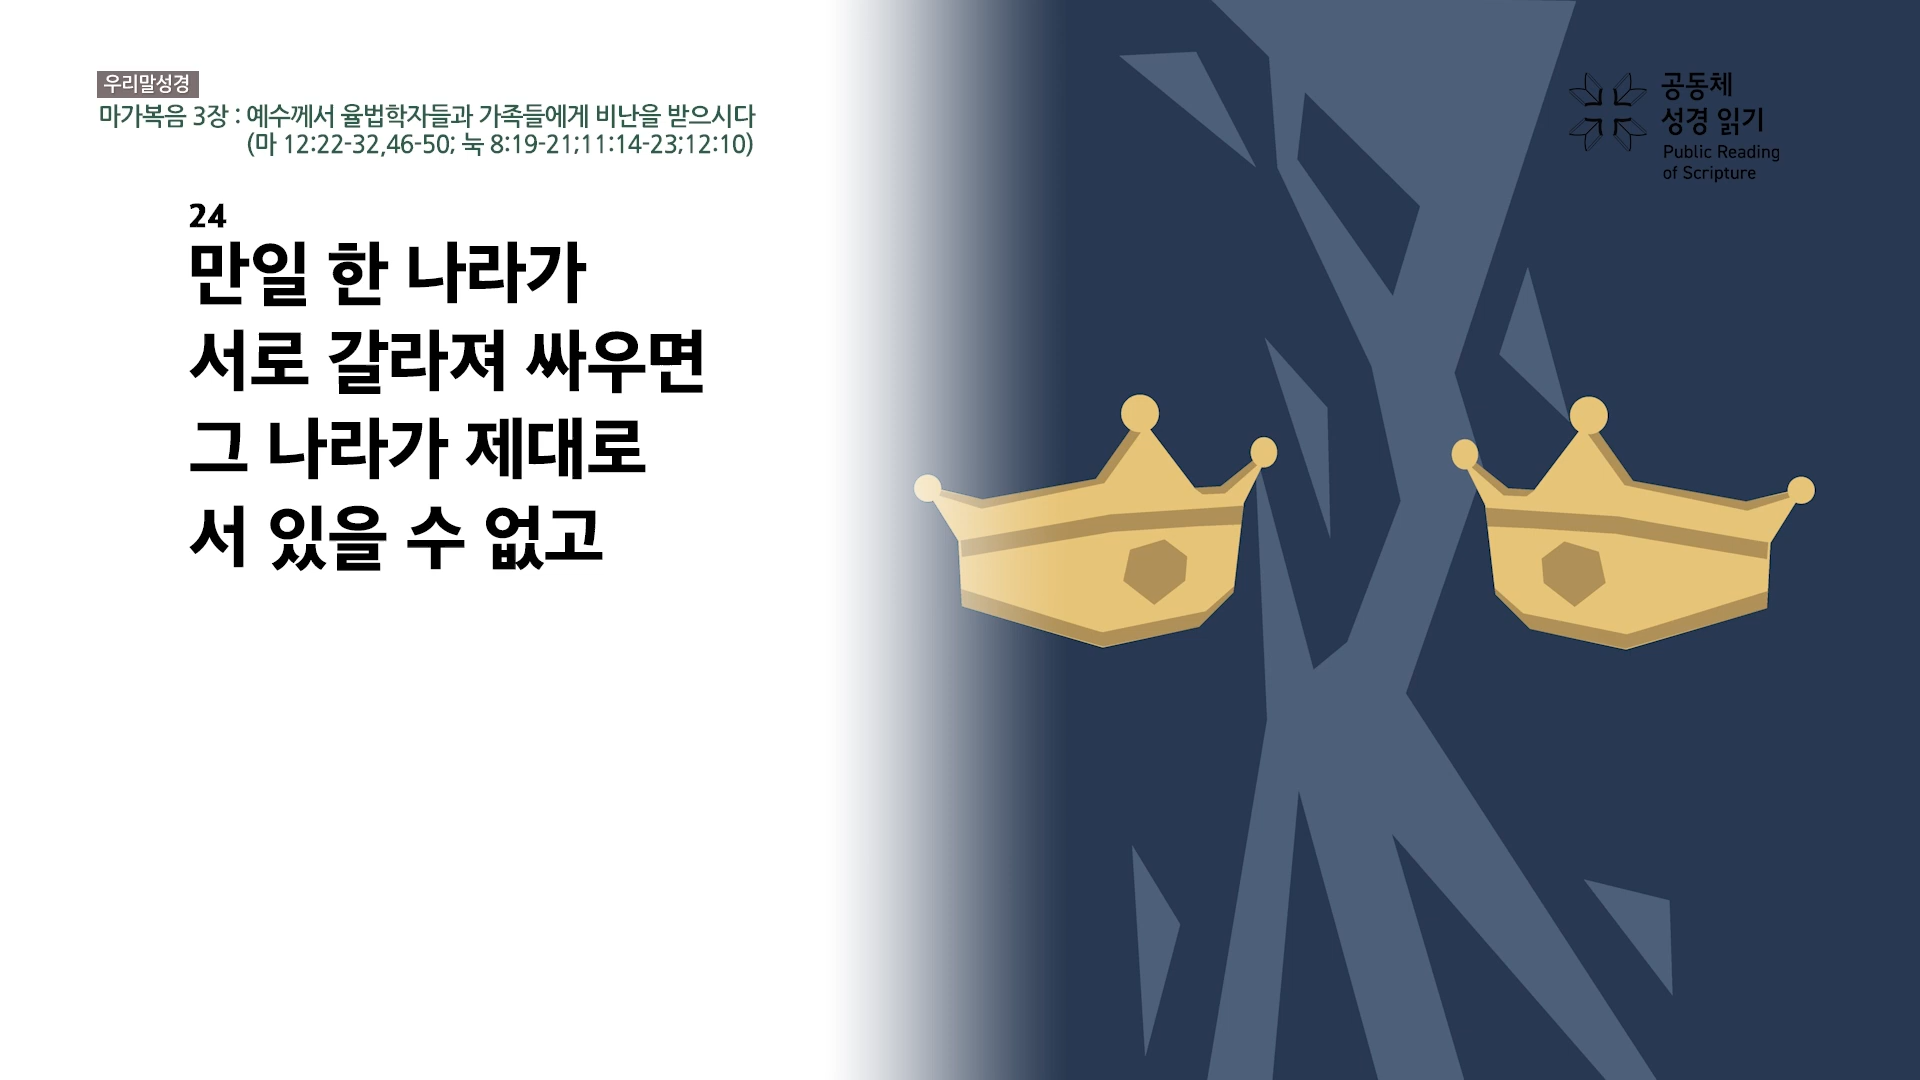 우리말성경
마가복음 3장 : 예수께서 율법학자들과 가족들에게 비난을 받으시다
(마 12:22-32,46-50; 눅 8:19-21;11:14-23;12:10)
24
만일 한 나라가
서로 갈라져 싸우면
그 나라가 제대로
서 있을 수 없고
공동체
성경 읽기
Public Reading
of Scripture